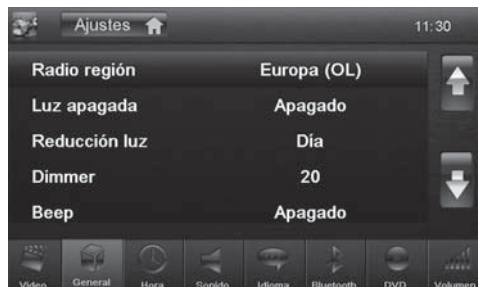 Ajustes 11:30
Radio región Europa (OL)
Luz apagada Apagado
Reducción luz Día
Dimmer 20
Beep Apagado
Video General Hora Sonido Idioma Bluetooth DVD Volumen